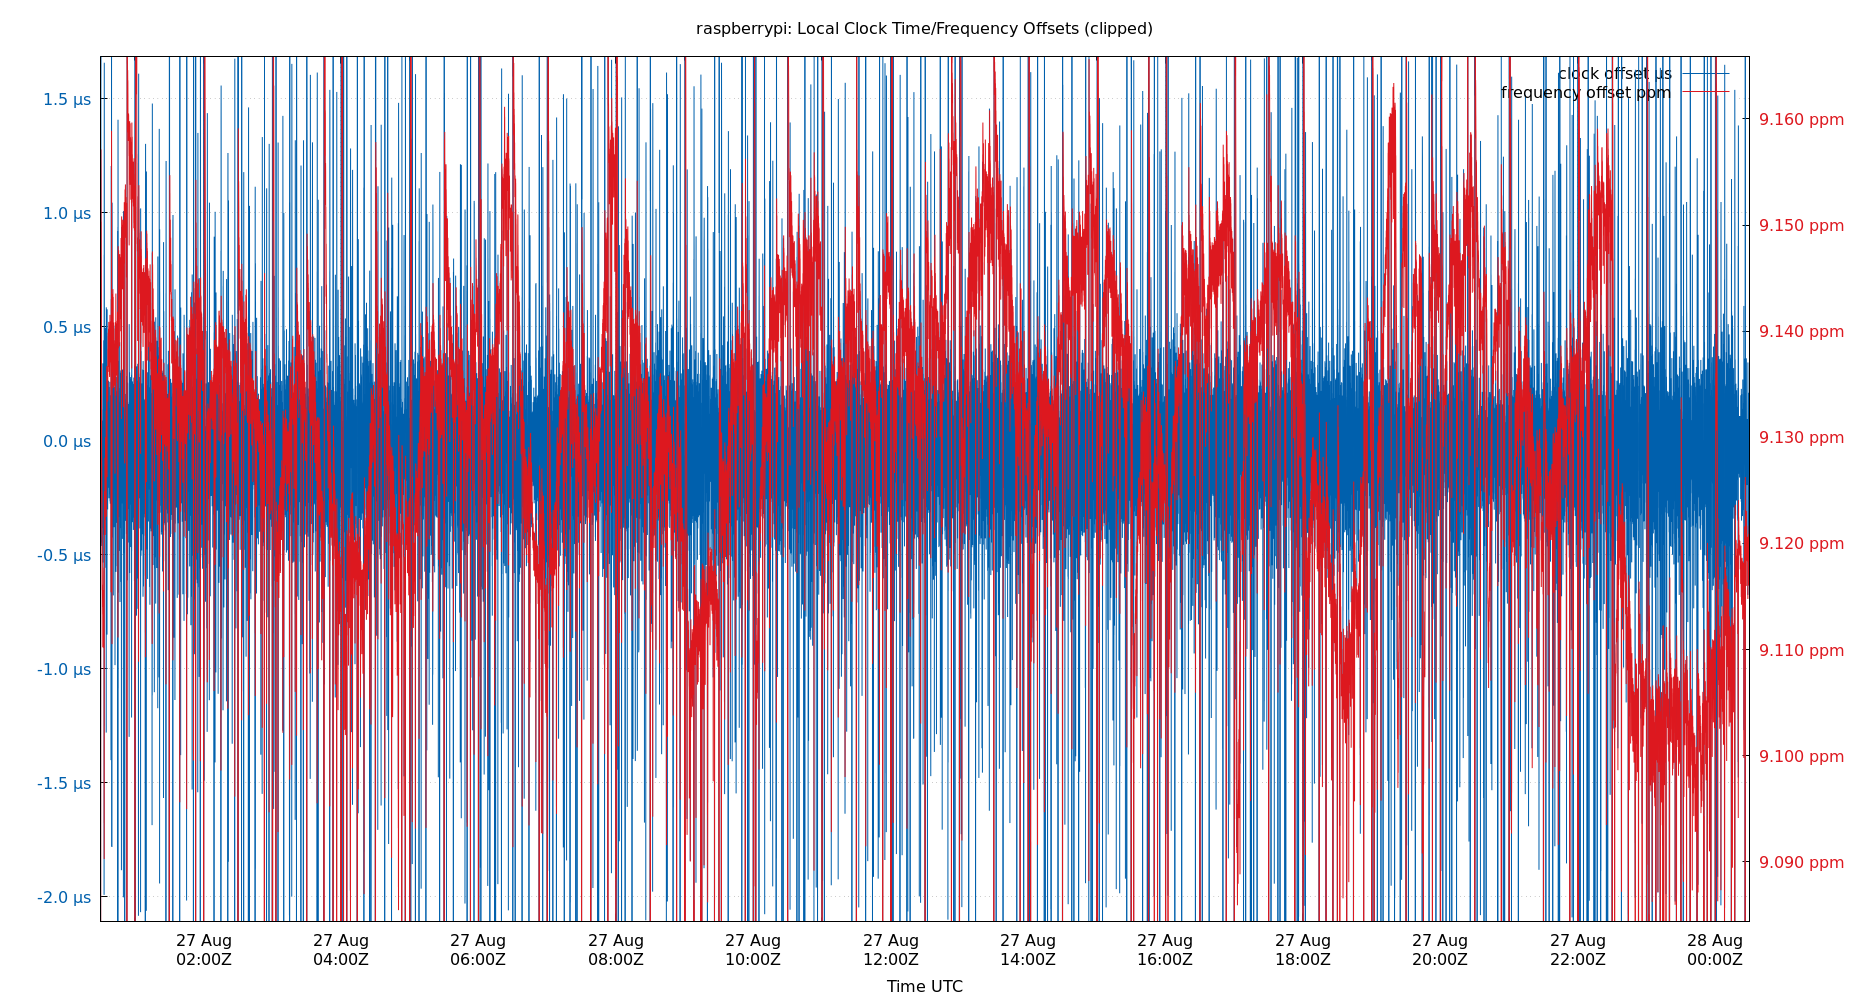 raspberrypi: Local Clock Time/Frequency Offsets (clipped)
clock offset µs
frequency offset ppm
1.5 µs
1.0 µs
0.5 µs
0.0 µs
-0.5 µs
-1.0 µs
-1.5 µs
-2.0 µs
9.160 ppm
9.150 ppm
9.140 ppm
9.130 ppm
9.120 ppm
9.110 ppm
9.100 ppm
9.090 ppm
27 Aug 27 Aug 27 Aug 27 Aug 27 Aug 27 Aug 27 Aug 27 Aug 27 Aug 27 Aug 27 Aug 28 Aug
02:00Z 04:00Z 06:00Z 08:00Z 10:00Z 12:00Z 14:00Z 16:00Z 18:00Z 20:00Z 22:00Z 00:00Z
Time UTC